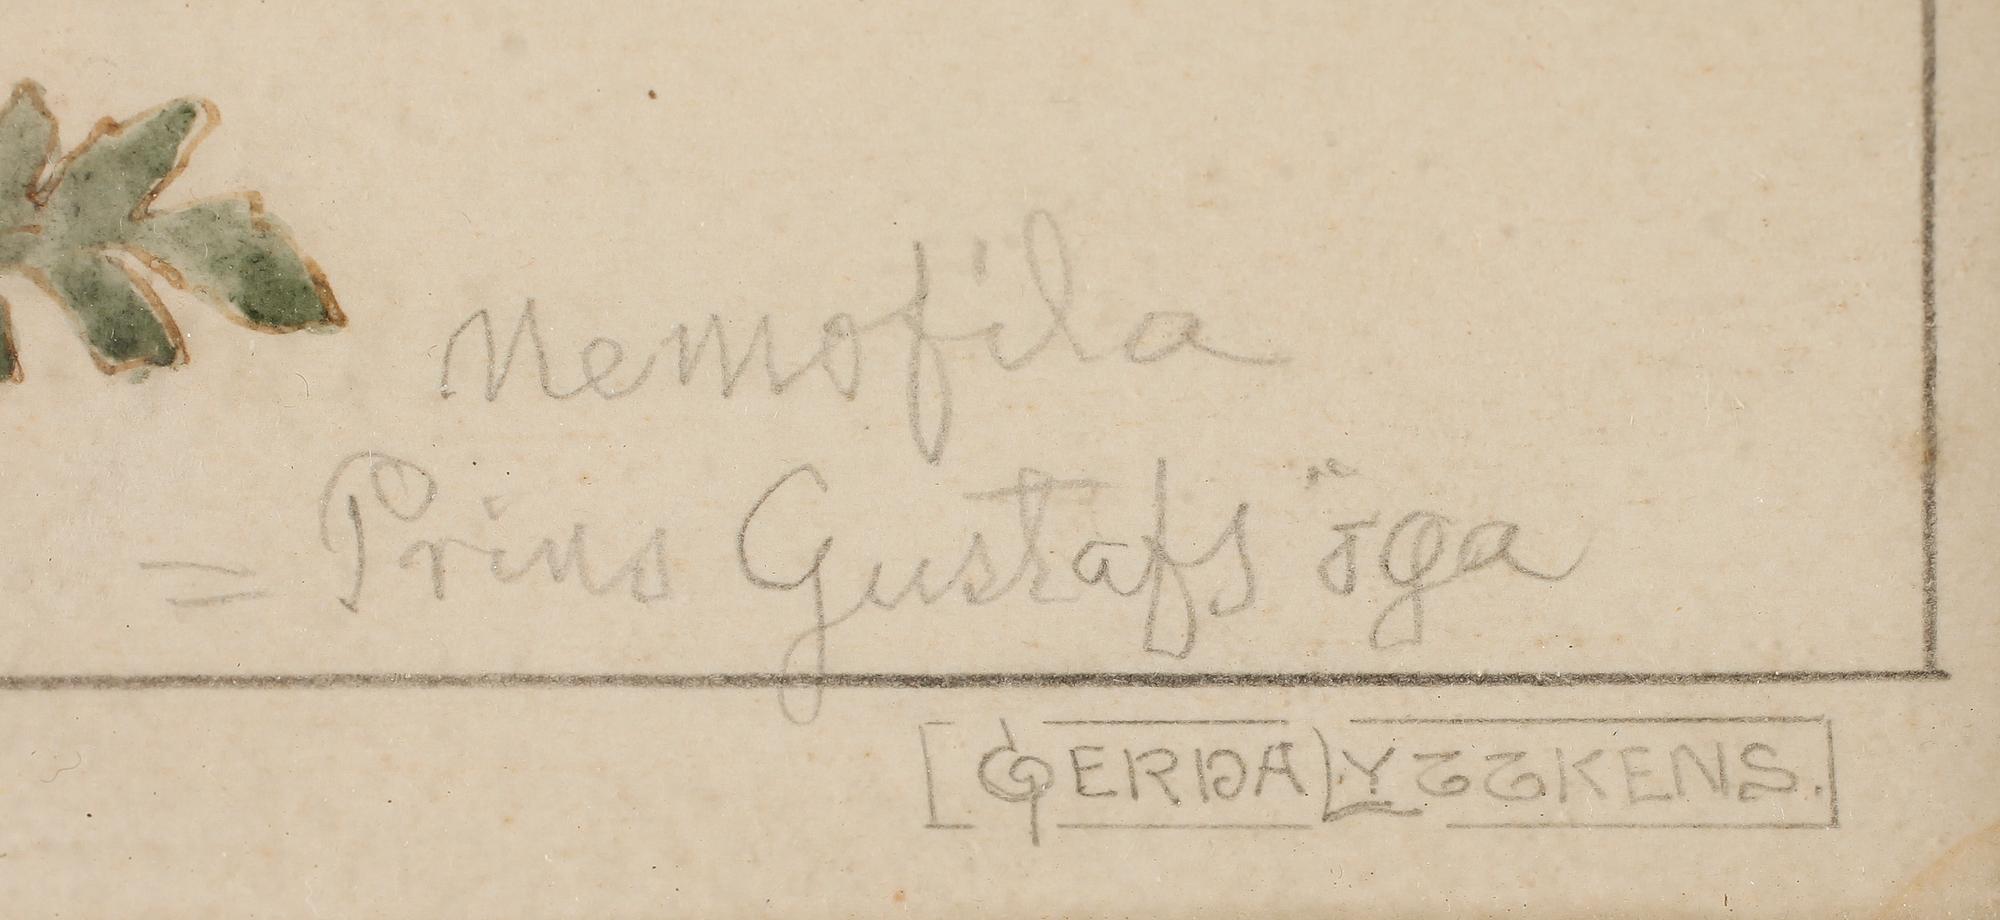 Nemofila
= Prins Gustafs öga
GERDA LYTTKENS.